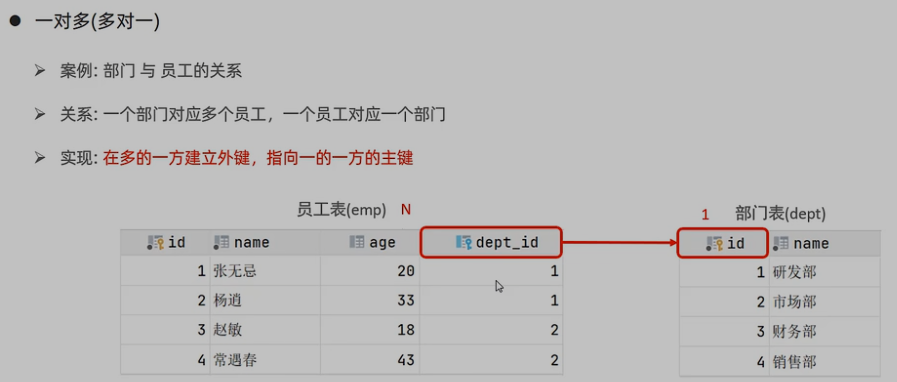 一对多(多对一)
案例: 部门 与 员工的关系
关系: 一个部门对应多个员工，一个员工对应一个部门
实现: 在多的一方建立外键，指向一的一方的主键
员工表(emp) N
id name age dept_id
1 张无忌 20 1
2 杨逍 33 1
3 赵敏 18 2
4 常遇春 43 2
1 部门表(dept)
id name
1 研发部
2 市场部
3 财务部
4 销售部